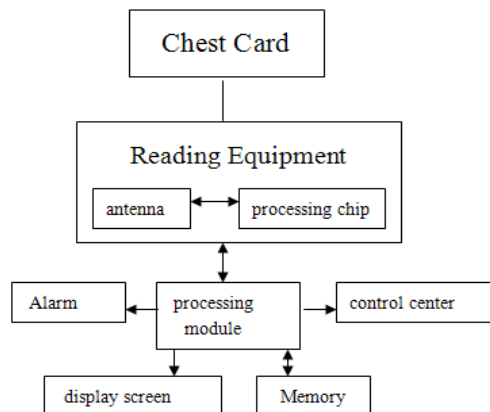 Chest Card
Reading Equipment
antenna
processing chip
Alarm
processing
module
control center
display screen
Memory